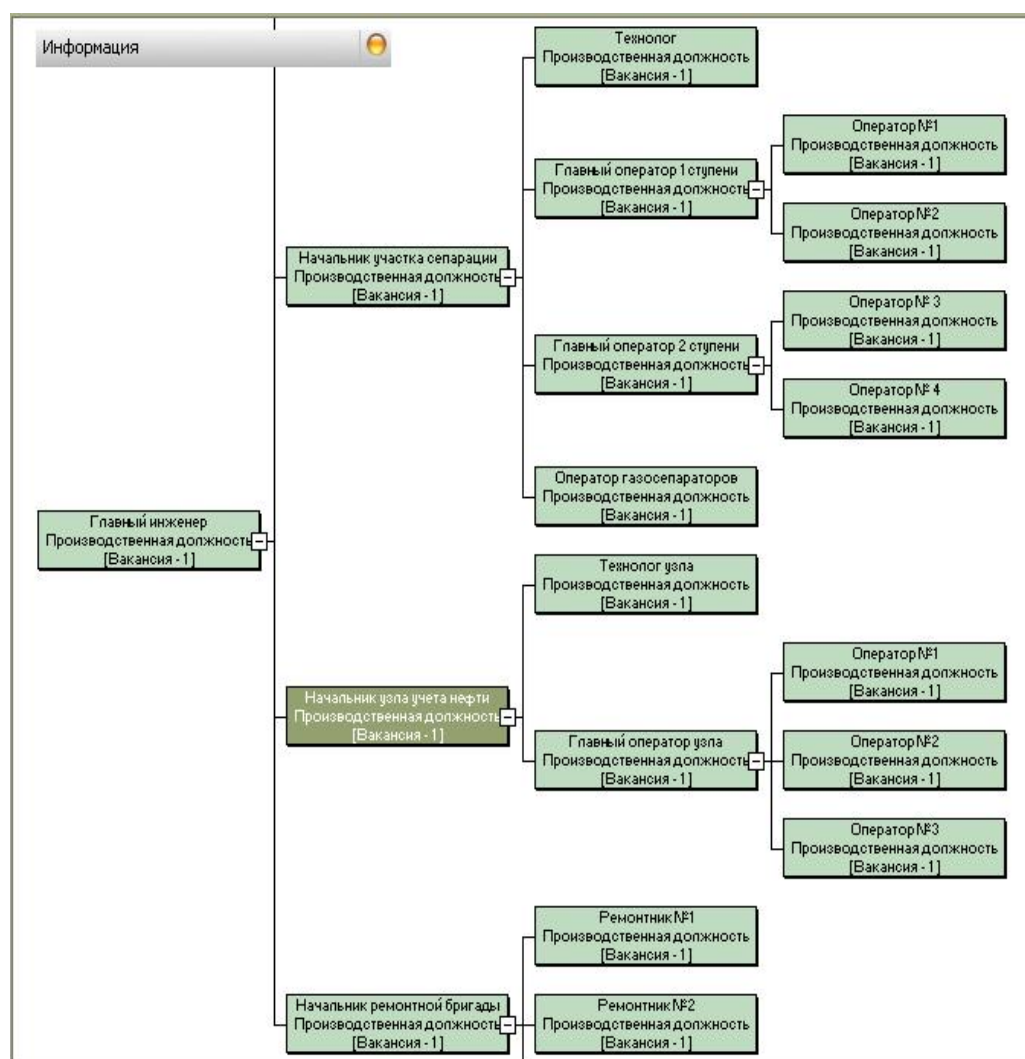 Информация
Технолог
Производственная должность
[Вакансия - 1]
Оператор №1
Производственная должность
[Вакансия - 1]
Главный оператор 1 ступени
Производственная должность
[Вакансия - 1]
Оператор №2
Производственная должность
[Вакансия - 1]
Начальник участка сепарации
Производственная должность
[Вакансия - 1]
Оператор № 3
Производственная должность
[Вакансия - 1]
Главный оператор 2 ступени
Производственная должность
[Вакансия - 1]
Оператор № 4
Производственная должность
[Вакансия - 1]
Оператор газосепараторов
Производственная должность
Главный инженер
Производственная должность
[Вакансия - 1]
Технолог узла
Производственная должность
[Вакансия - 1]
Оператор №1
Производственная должность
[Вакансия - 1]
Начальник узла учета нефти
Производственная должность
[Вакансия - 1]
Главный оператор узла
Производственная должность
[Вакансия - 1]
Оператор №2
Производственная должность
[Вакансия - 1]
Оператор №3
Производственная должность
[Вакансия - 1]
Ремонтник №1
Производственная должность
[Вакансия - 1]
Начальник ремонтной бригады
Производственная должность
[Вакансия - 1]
Ремонтник №2
Производственная должность
[Вакансия - 1]